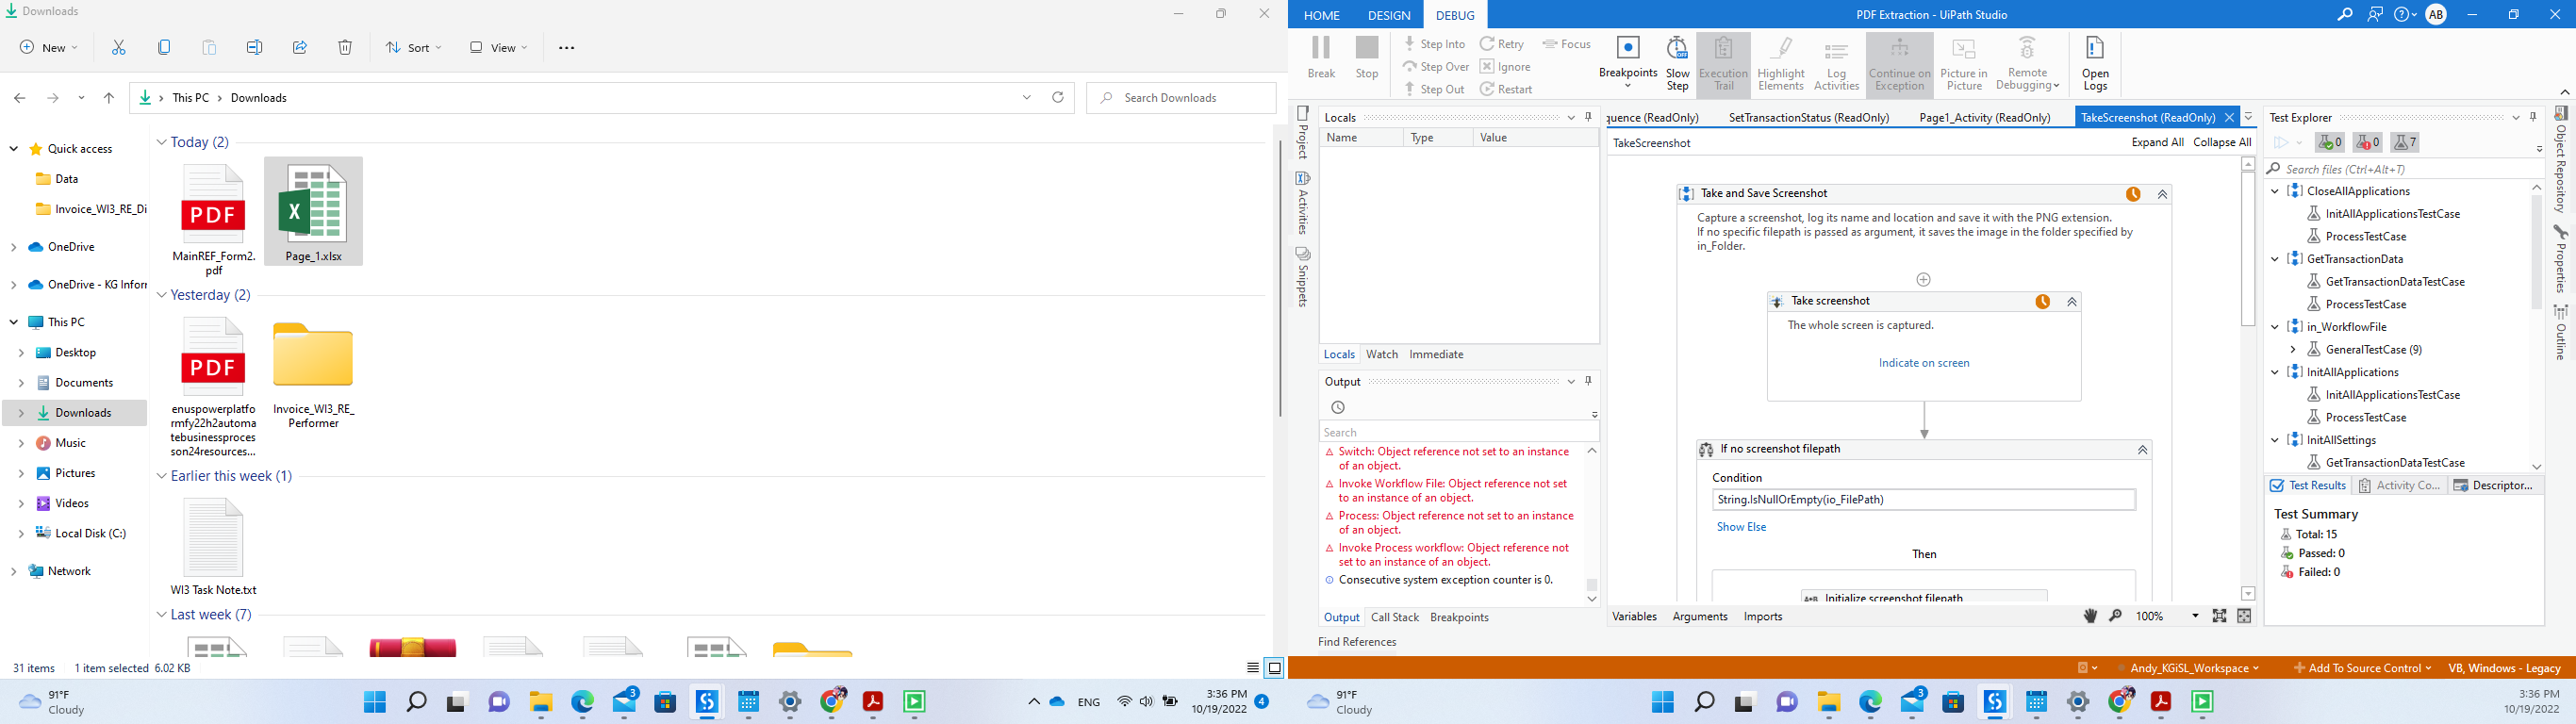 Downloads
New
Sort
View
This PC > Downloads
Search Downloads
Quick access
Data
Invoice_WI3_RE_Di
OneDrive
OneDrive - KG Inforr
This PC
Desktop
Documents
Downloads
Music
Pictures
Videos
Local Disk (C:)
Network
Today (2)
MainREF_Form2.
pdf
Page_1.xlsx
Yesterday (2)
enuspowerplatfo
rmfy22h2automa
tebusinessproces
son24resources...
Invoice_WI3_RE_
Performer
Earlier this week (1)
WI3 Task Note.txt
Last week (7)
31 items
1 item selected 6.02 KB
91°F
Cloudy
3
ENG
3:36 PM
10/19/2022
4
HOME
DESIGN
DEBUG
PDF Extraction - UiPath Studio
AB
Break
Stop
Step Into
Step Over
Step Out
Retry
Ignore
Restart
Focus
Breakpoints
Slow
Step
Execution
Trail
Highlight
Elements
Log
Activities
Continue on
Exception
Picture in
Picture
Remote
Debugging
Open
Logs
Project
Activities
Snippets
Locals
Name
Type
Value
Locals
Watch
Immediate
Output
Search
Switch: Object reference not set to an instance
of an object.
Invoke Workflow File: Object reference not set
to an instance of an object.
Process: Object reference not set to an instance
of an object.
Invoke Process workflow: Object reference not
set to an instance of an object.
Consecutive system exception counter is 0.
Output
Call Stack
Breakpoints
Find References
quence (ReadOnly)
SetTransactionStatus (ReadOnly)
Page1_Activity (ReadOnly)
TakeScreenshot (ReadOnly)
TakeScreenshot
Expand All
Collapse All
Take and Save Screenshot
Capture a screenshot, log its name and location and save it with the PNG extension.
If no specific filepath is passed as argument, it saves the image in the folder specified by
in_Folder.
Take screenshot
The whole screen is captured.
Indicate on screen
If no screenshot filepath
Condition
String.IsNullOrEmpty(io_FilePath)
Show Else
Then
A*B Initialize screenshot filepath
Variables
Arguments
Imports
100%
Test Explorer
0
0
7
Search files (Ctrl+Alt+T)
CloseAllApplications
InitAllApplicationsTestCase
ProcessTestCase
GetTransactionData
GetTransactionDataTestCase
ProcessTestCase
in_WorkflowFile
GeneralTestCase (9)
InitAllApplications
InitAllApplicationsTestCase
ProcessTestCase
InitAllSettings
GetTransactionDataTestCase
Test Results
Activity Co...
Descriptor...
Test Summary
Total: 15
Passed: 0
Failed: 0
Object Repository
Properties
Outline
Andy_KGiSL_Workspace
Add To Source Control
VB, Windows - Legacy
91°F
Cloudy
3
3:36 PM
10/19/2022
PDF
PDF
X
OFF